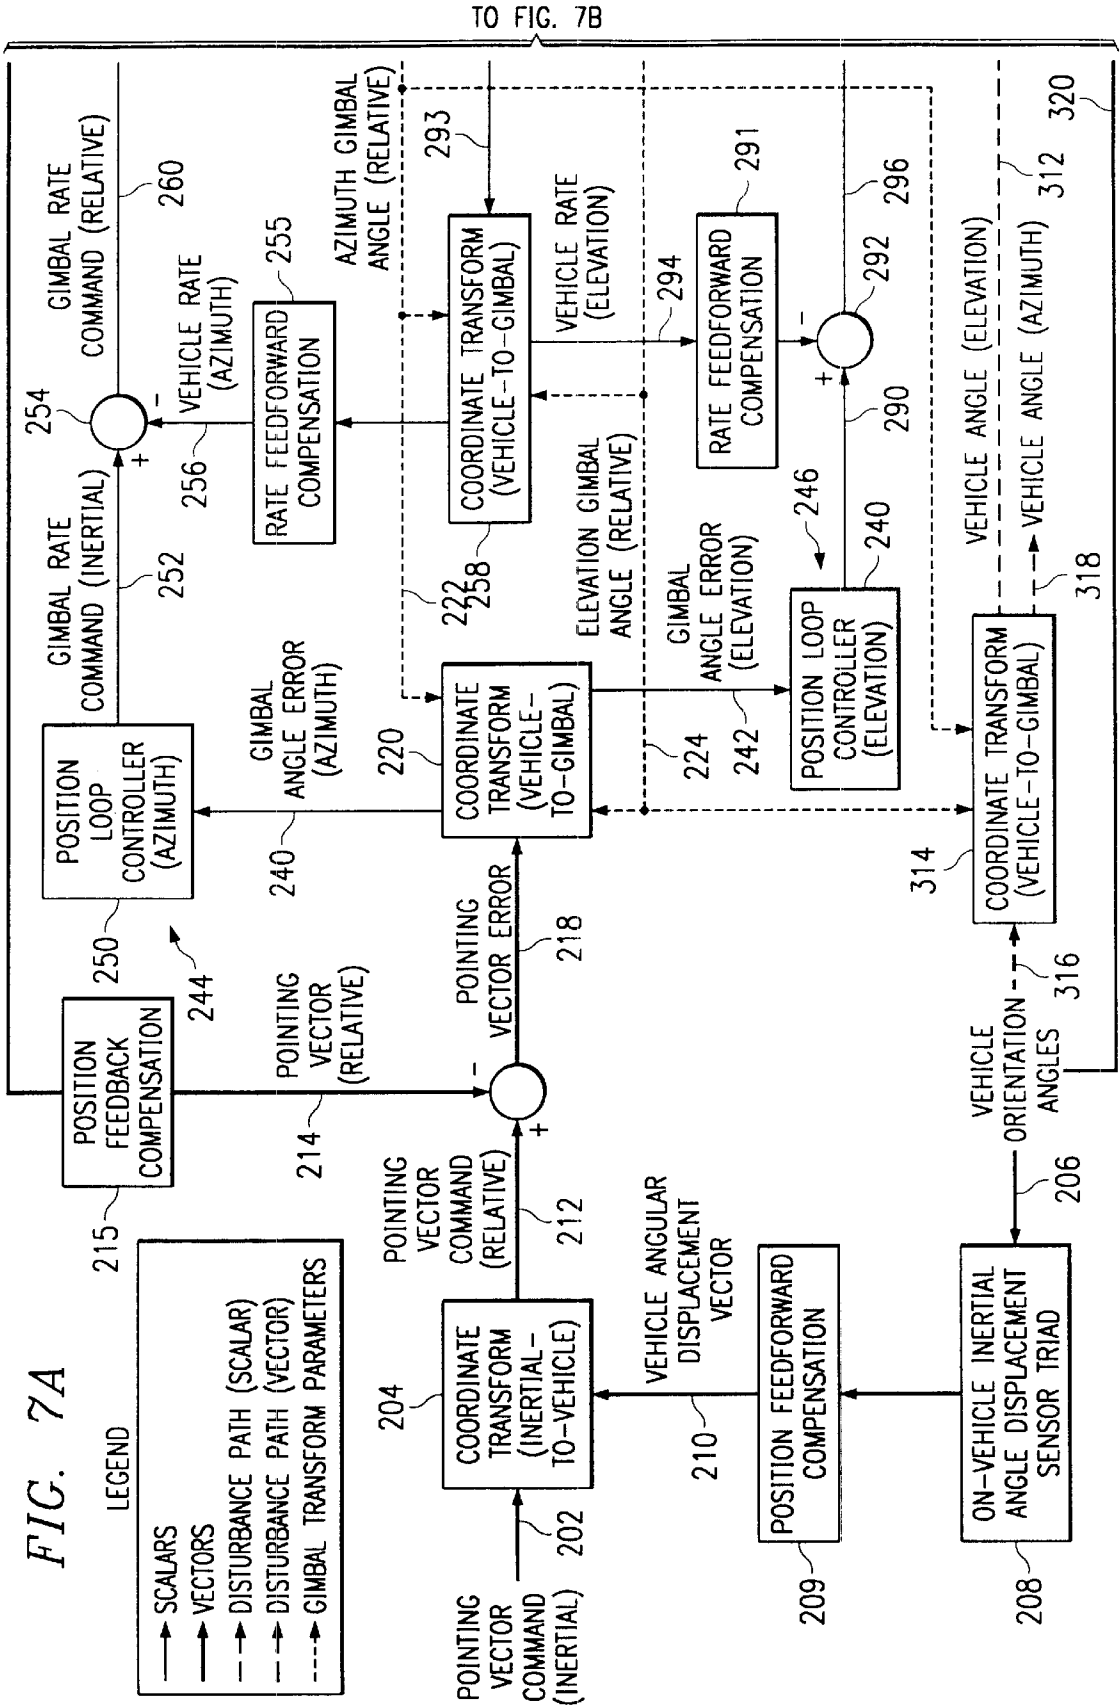 FIG. 7A
LEGEND
SCALARS
VECTORS
DISTURBANCE PATH (SCALAR)
DISTURBANCE PATH (VECTOR)
GIMBAL TRANSFORM PARAMETERS
TO FIG. 7B
215
POSITION
FEEDBACK
COMPENSATION
POINTING
VECTOR
(RELATIVE)
214
244
250
POSITION
LOOP
CONTROLLER
(AZIMUTH)
GIMBAL RATE
COMMAND (INERTIAL)
252
254
+
-
GIMBAL RATE
COMMAND (RELATIVE)
260
256
VEHICLE RATE
(AZIMUTH)
255
RATE FEEDFORWARD
COMPENSATION
240
GIMBAL
ANGLE ERROR
(AZIMUTH)
222
AZIMUTH GIMBAL
ANGLE (RELATIVE)
293
258
COORDINATE TRANSFORM
(VEHICLE-TO-GIMBAL)
POINTING
VECTOR
COMMAND
(INERTIAL)
202
204
COORDINATE
TRANSFORM
(INERTIAL-
TO-VEHICLE)
POINTING
VECTOR
COMMAND
(RELATIVE)
212
+
-
POINTING
VECTOR ERROR
218
220
COORDINATE
TRANSFORM
(VEHICLE-
TO-GIMBAL)
ELEVATION GIMBAL
ANGLE (RELATIVE)
224
VEHICLE RATE
(ELEVATION)
294
291
RATE FEEDFORWARD
COMPENSATION
242
GIMBAL
ANGLE ERROR
(ELEVATION)
246
POSITION LOOP
CONTROLLER
(ELEVATION)
240
290
+
-
292
296
210
VEHICLE ANGULAR
DISPLACEMENT
VECTOR
209
POSITION FEEDFORWARD
COMPENSATION
208
ON-VEHICLE INERTIAL
ANGLE DISPLACEMENT
SENSOR TRIAD
206
VEHICLE
ORIENTATION
ANGLES
316
314
COORDINATE TRANSFORM
(VEHICLE-TO-GIMBAL)
VEHICLE ANGLE (ELEVATION)
312
318
VEHICLE ANGLE (AZIMUTH)
320